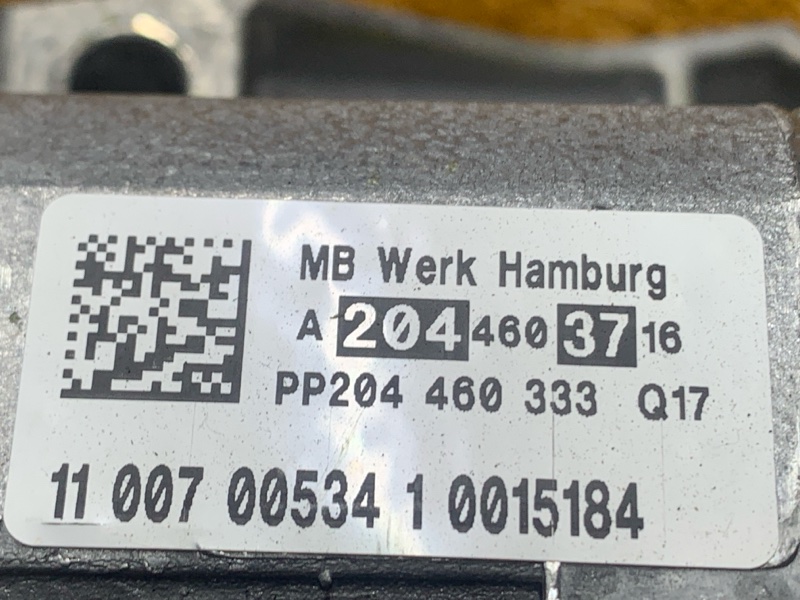 MB Werk Hamburg
A 204 460 37 16
PP204 460 333 Q17
11 007 00534 1 0015184